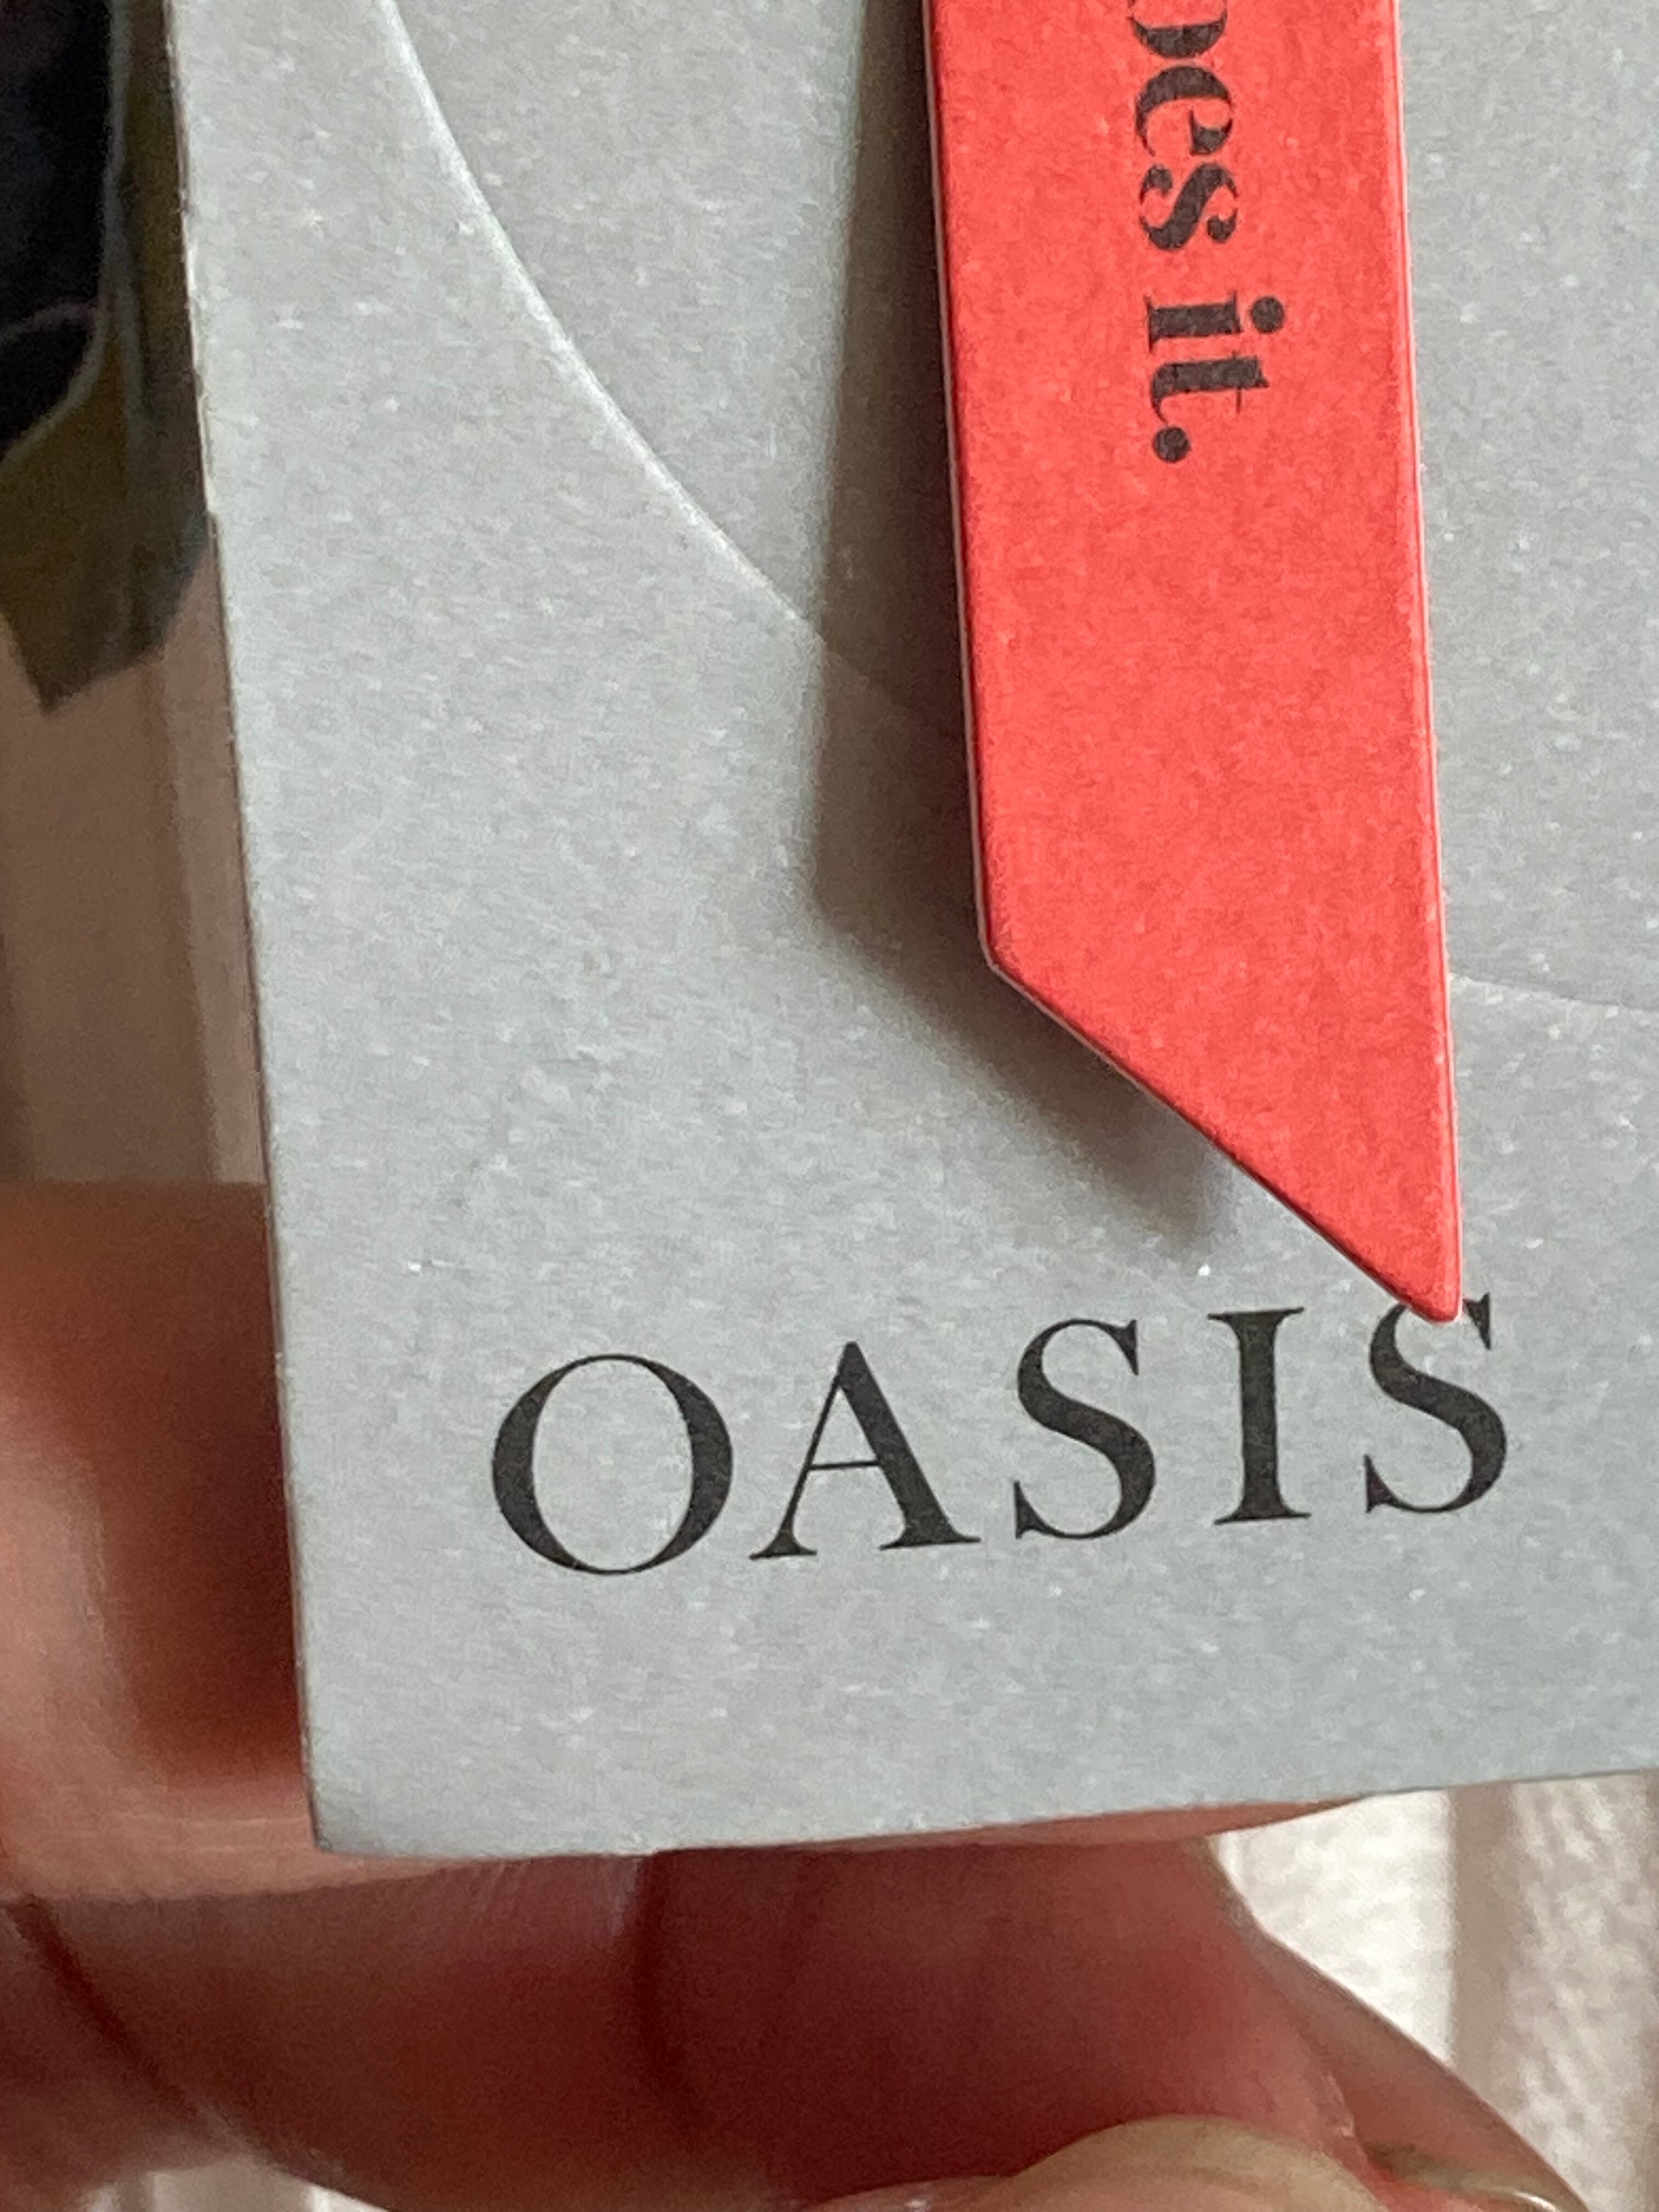 es it.
OASIS